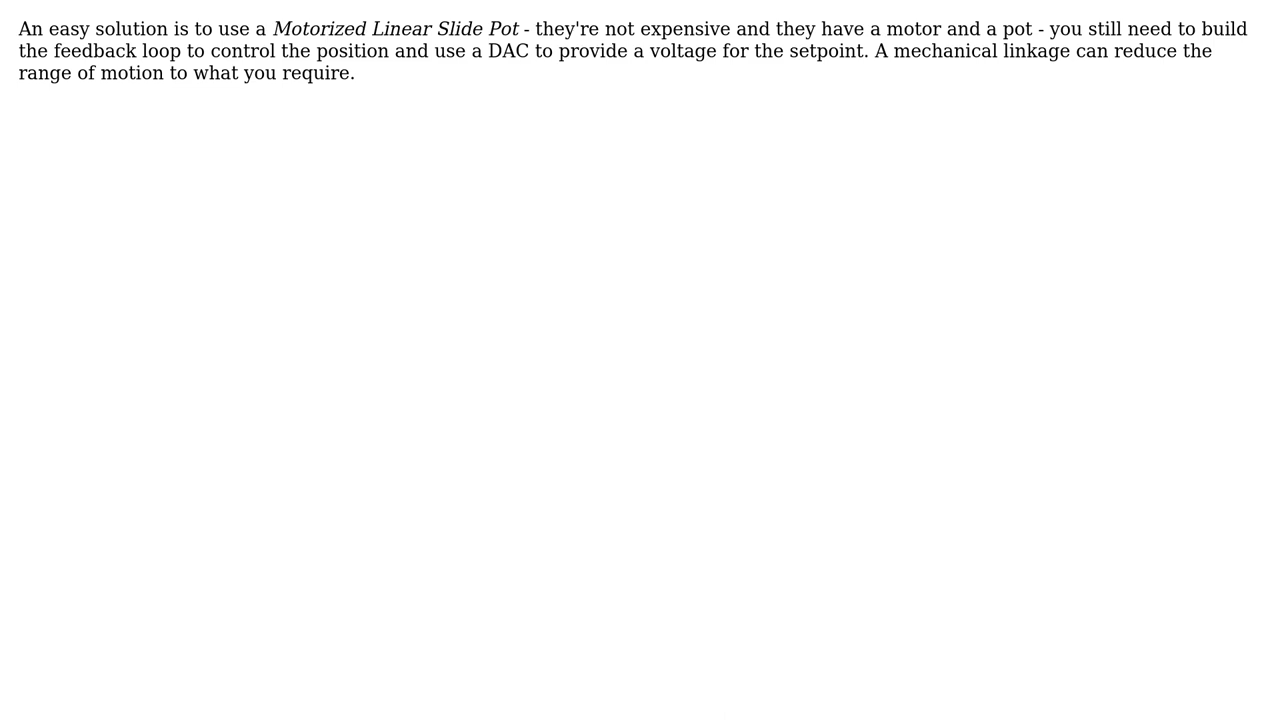 An easy solution is to use a Motorized Linear Slide Pot - they're not expensive and they have a motor and a pot - you still need to build
the feedback loop to control the position and use a DAC to provide a voltage for the setpoint. A mechanical linkage can reduce the
range of motion to what you require.